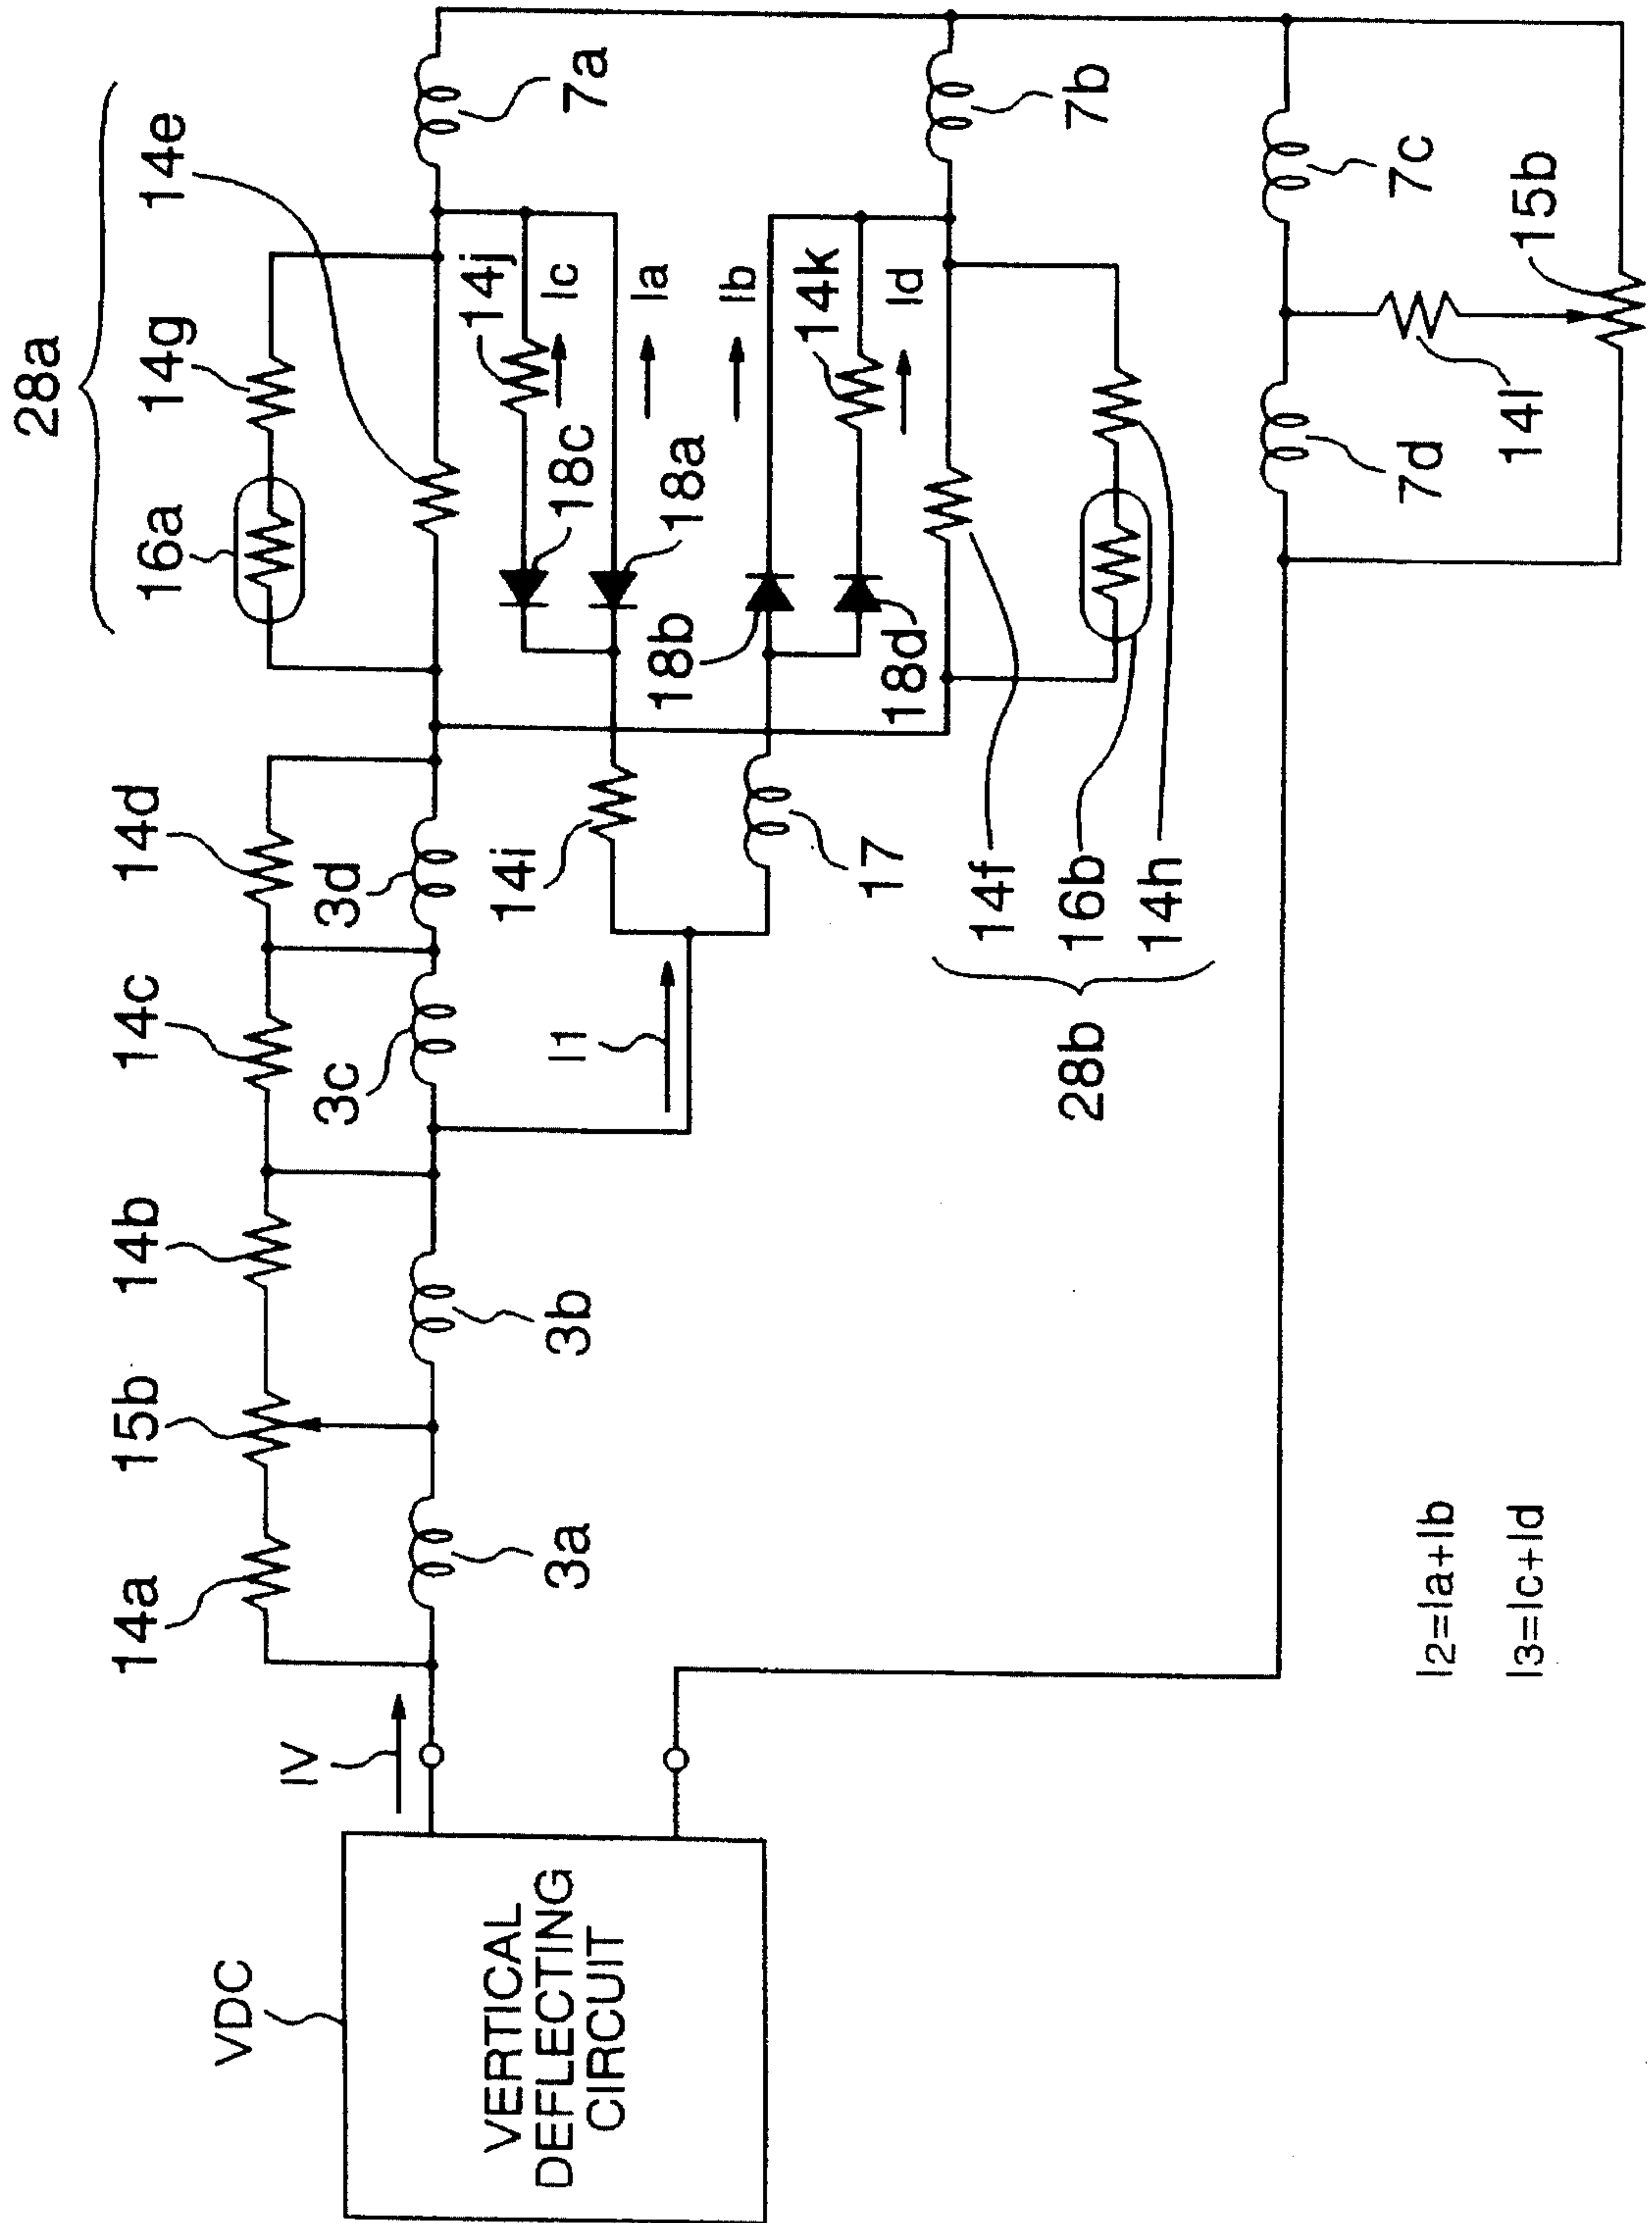 28a
16a
14g
14e
7a
14d
14c
14b
15b
14a
3d
3c
3b
3a
14j
Ic
18c
Ia
18a
Ib
18b
14k
Id
18d
7b
14i
17
I1
14f
16b
14h
28b
7c
7d
14l
15b
IV
VDC
VERTICAL
DEFLECTING
CIRCUIT
I2=Ia+Ib
I3=Ic+Id